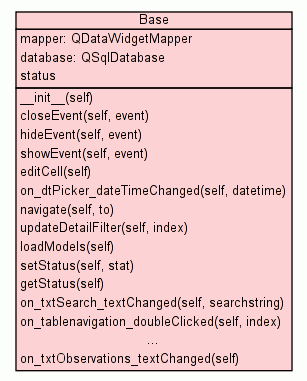 Base
mapper: QDataWidgetMapper
database: QSqlDatabase
status
__init__(self)
closeEvent(self, event)
hideEvent(self, event)
showEvent(self, event)
editCell(self)
on_dtPicker_dateTimeChanged(self, datetime)
navigate(self, to)
updateDetailFilter(self, index)
loadModels(self)
setStatus(self, stat)
getStatus(self)
on_txtSearch_textChanged(self, searchstring)
on_tablenavigation_doubleClicked(self, index)
...
on_txtObservations_textChanged(self)